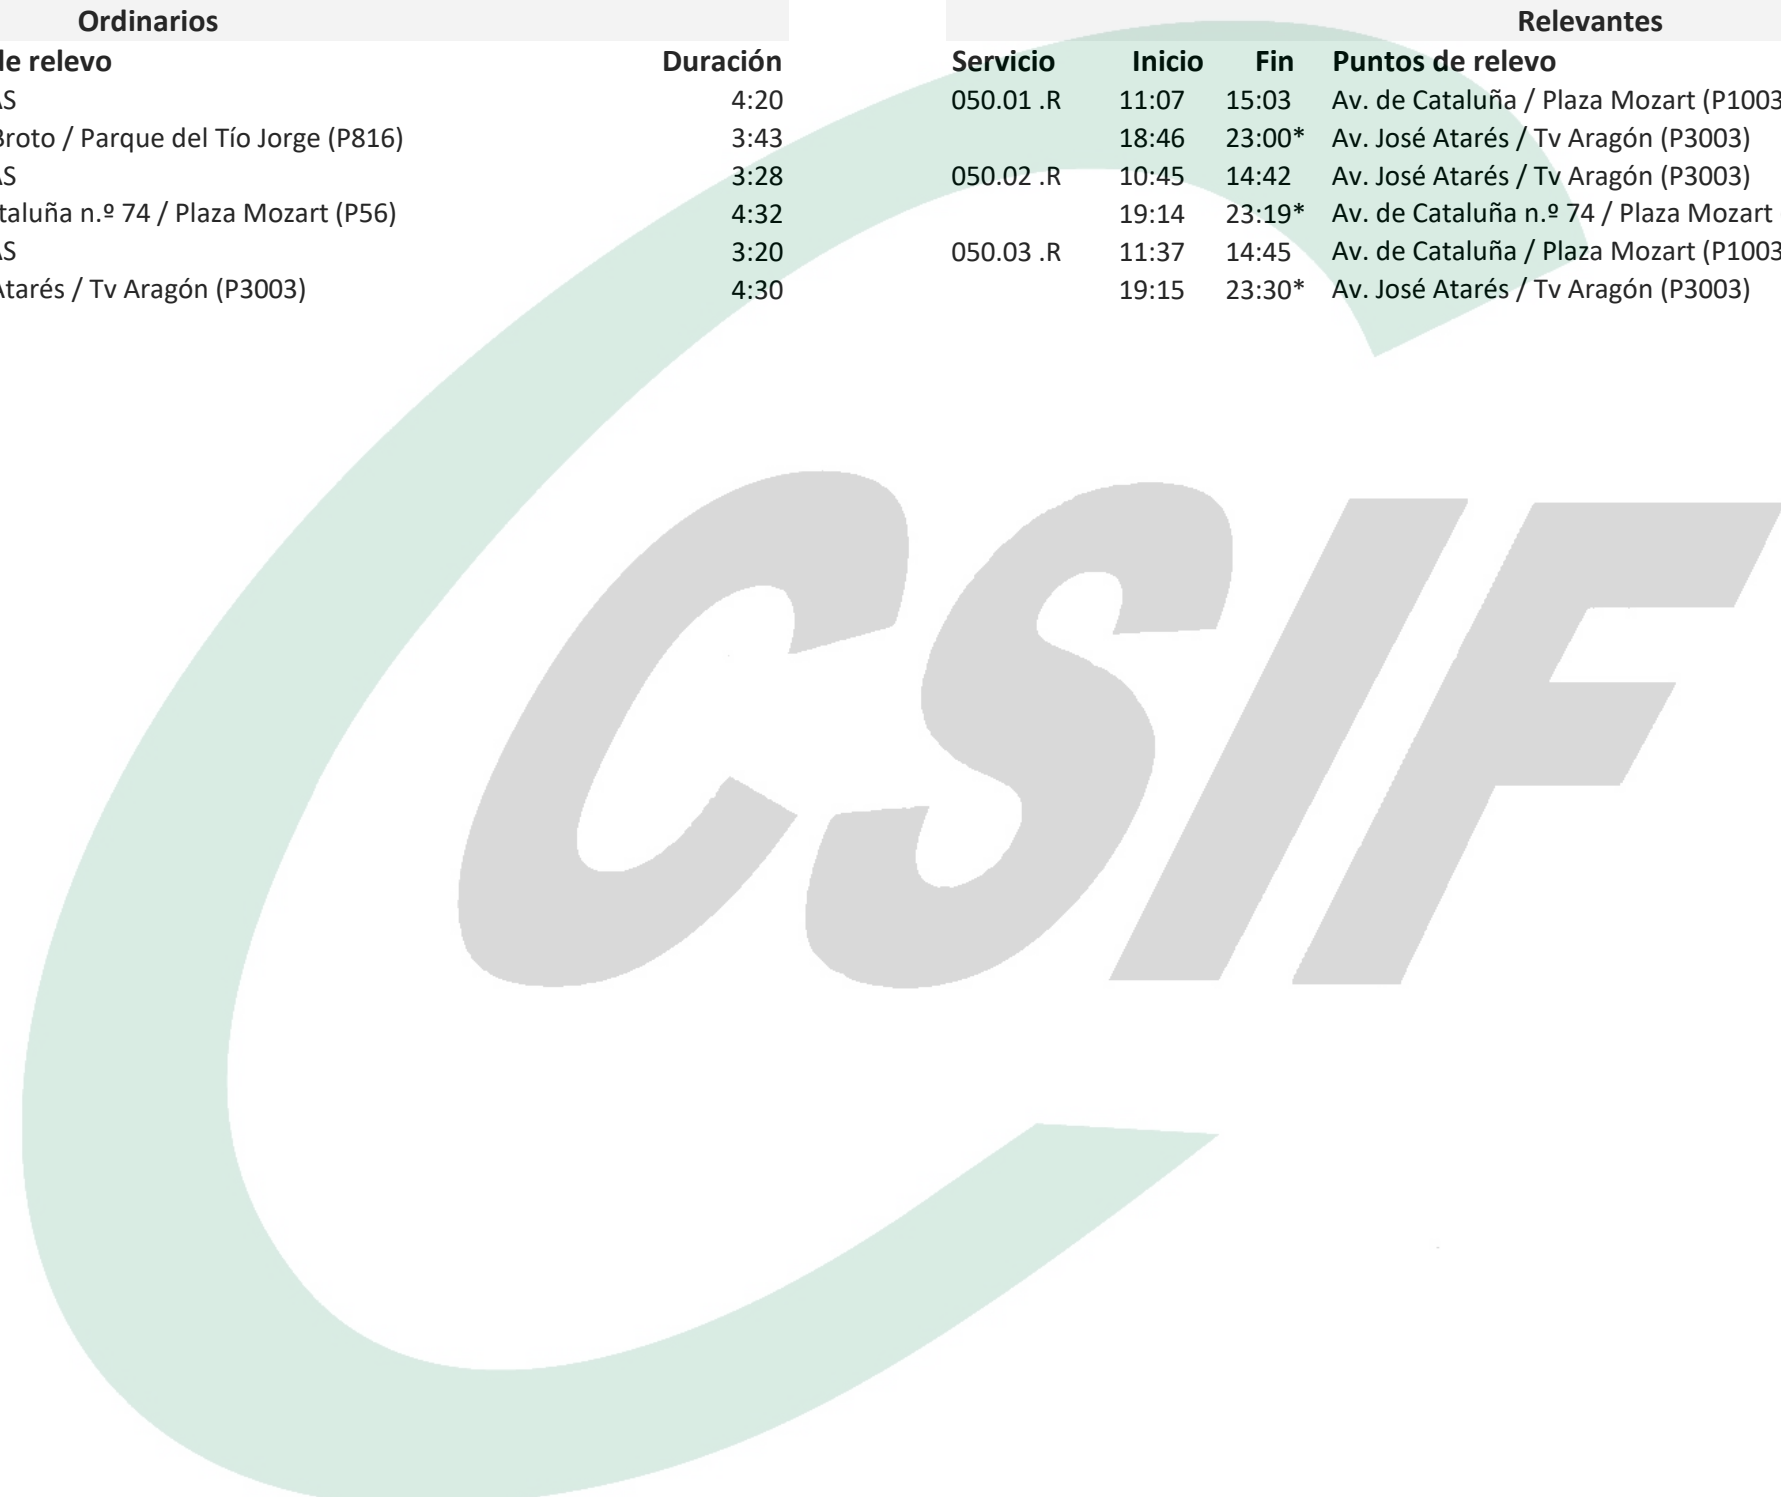 Ordinarios Relevantes
de relevo Duración Servicio Inicio Fin Puntos de relevo
AS 4:20 050.01 .R 11:07 15:03 Av. de Cataluña / Plaza Mozart (P1003
Broto / Parque del Tío Jorge (P816) 3:43 18:46 23:00* Av. José Atarés / Tv Aragón (P3003)
AS 3:28 050.02 .R 10:45 14:42 Av. José Atarés / Tv Aragón (P3003)
taluña n.º 74 / Plaza Mozart (P56) 4:32 19:14 23:19* Av. de Cataluña n.º 74 / Plaza Mozart
AS 3:20 050.03 .R 11:37 14:45 Av. de Cataluña / Plaza Mozart (P1003
Atarés / Tv Aragón (P3003) 4:30 19:15 23:30* Av. José Atarés / Tv Aragón (P3003)
CSIF